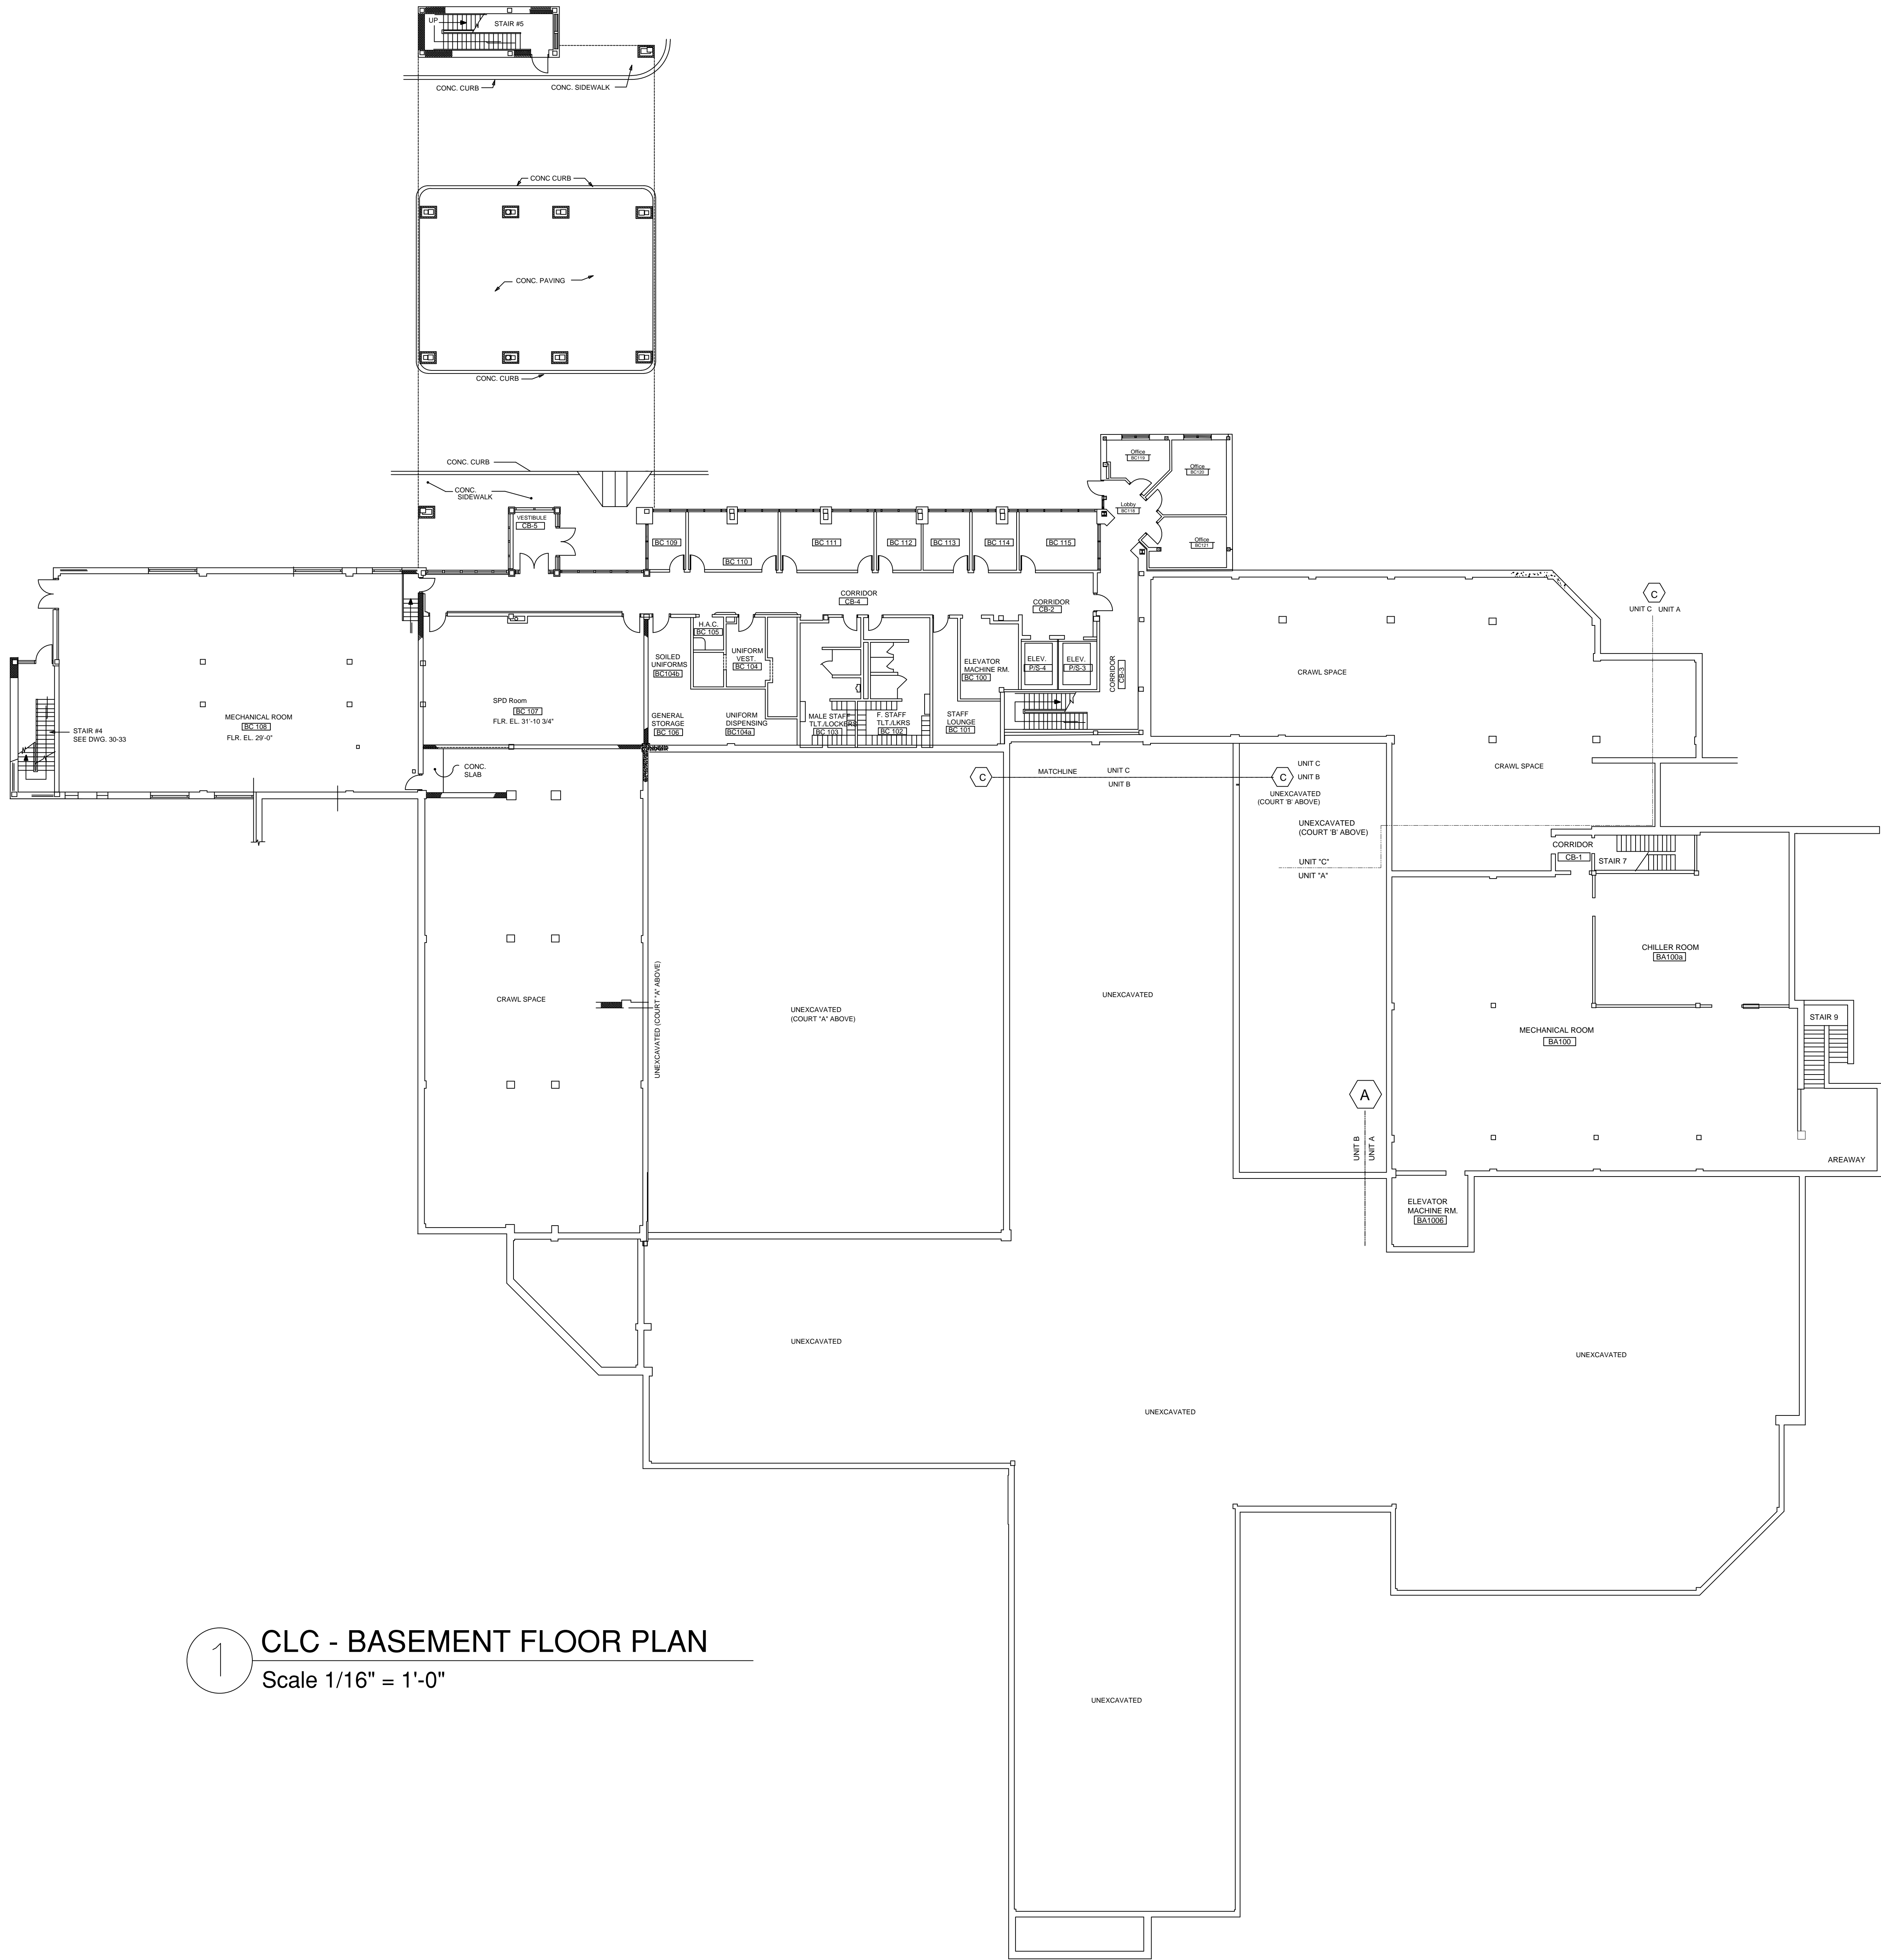 UP
STAIR #5
CONC. CURB
CONC. SIDEWALK
CONC CURB
CONC. PAVING
CONC. CURB
CONC. CURB
CONC.
SIDEWALK
VESTIBULE
CB-5
Office
BC119
Office
BC120
Lobby
BC118
Office
BC121
BC 109
BC 110
BC 111
BC 112
BC 113
BC 114
BC 115
CORRIDOR
CB-4
CORRIDOR
CB-2
C
UNIT C
UNIT A
H.A.C.
BC 105
SOILED
UNIFORMS
BC104b
UNIFORM
VEST.
BC 104
ELEVATOR
MACHINE RM.
BC 100
ELEV.
P/S-4
ELEV.
P/S-3
CORRIDOR
CB-3
CRAWL SPACE
SPD Room
BC 107
FLR. EL. 31'-10 3/4"
MECHANICAL ROOM
BC 108
FLR. EL. 29'-0"
STAIR #4
SEE DWG. 30-33
GENERAL
STORAGE
BC 106
UNIFORM
DISPENSING
BC104a
MALE STAFF
TLT./LOCKERS
BC 103
F. STAFF
TLT./LKRS
BC 102
STAFF
LOUNGE
BC 101
CONC.
SLAB
C
MATCHLINE
UNIT C
UNIT B
C
UNIT C
UNIT B
UNEXCAVATED
(COURT 'B' ABOVE)
UNEXCAVATED
(COURT 'B' ABOVE)
UNIT "C"
UNIT "A"
CRAWL SPACE
CORRIDOR
CB-1
STAIR 7
CHILLER ROOM
BA100a
CRAWL SPACE
UNEXCAVATED (COURT "A" ABOVE)
UNEXCAVATED
(COURT "A" ABOVE)
UNEXCAVATED
MECHANICAL ROOM
BA100
STAIR 9
A
UNIT B
UNIT A
AREAWAY
ELEVATOR
MACHINE RM.
BA1006
UNEXCAVATED
UNEXCAVATED
UNEXCAVATED
1
CLC - BASEMENT FLOOR PLAN
Scale 1/16" = 1'-0"
UNEXCAVATED